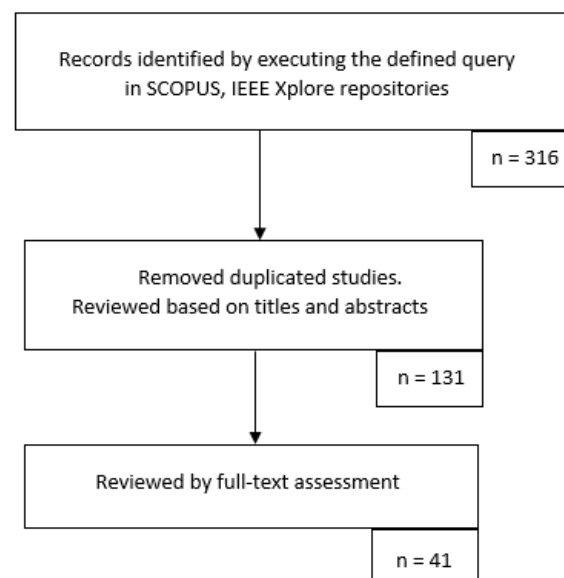 Records identified by executing the defined query
in SCOPUS, IEEE Xplore repositories
n = 316
Removed duplicated studies.
Reviewed based on titles and abstracts
n = 131
Reviewed by full-text assessment
n = 41